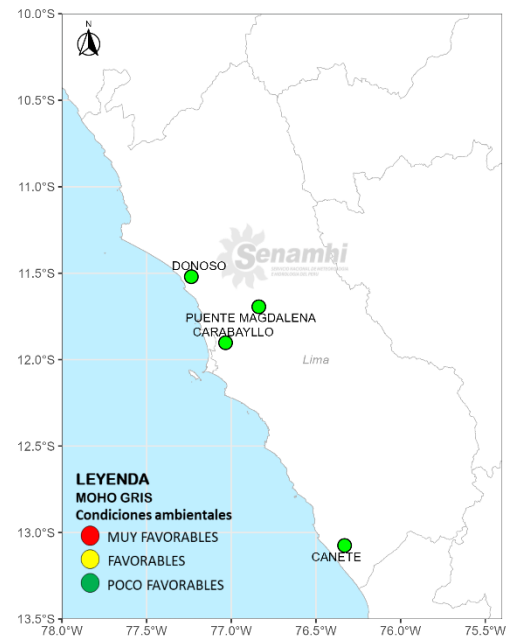 10.0°S
N
10.5°S
11.0°S
Senamhi
DONOSO
11.5°S
PUENTE MAGDALENA
CARABAYLLO
12.0°S
Lima
12.5°S
LEYENDA
MOHO GRIS
Condiciones ambientales
13.0°S
MUY FAVORABLES
CANETE
FAVORABLES
POCO FAVORABLES
13.5°S
78.0°W 77.5°W 77.0°W 76.5°W 76.0°W 75.5°W